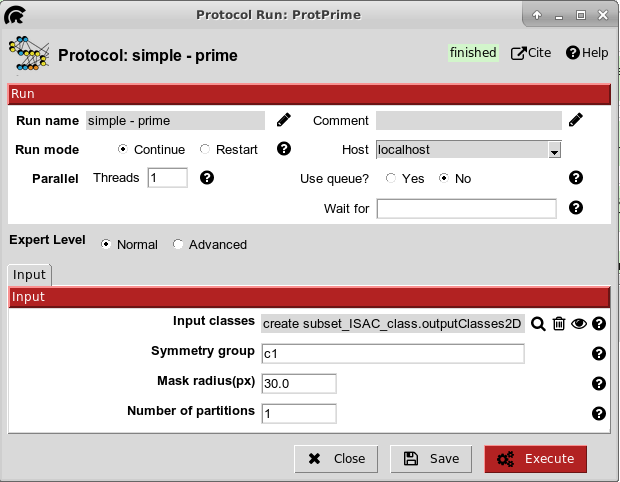 Protocol Run: ProtPrime
Protocol: simple - prime
finished
Cite
Help
Run
Run name simple - prime Comment
Run mode Continue Restart Host localhost
Parallel Threads 1 Use queue? Yes No
Wait for
Expert Level Normal Advanced
Input
Input
Input classes create subset_ISAC_class.outputClasses2D
Symmetry group c1
Mask radius(px) 30.0
Number of partitions 1
Close Save Execute